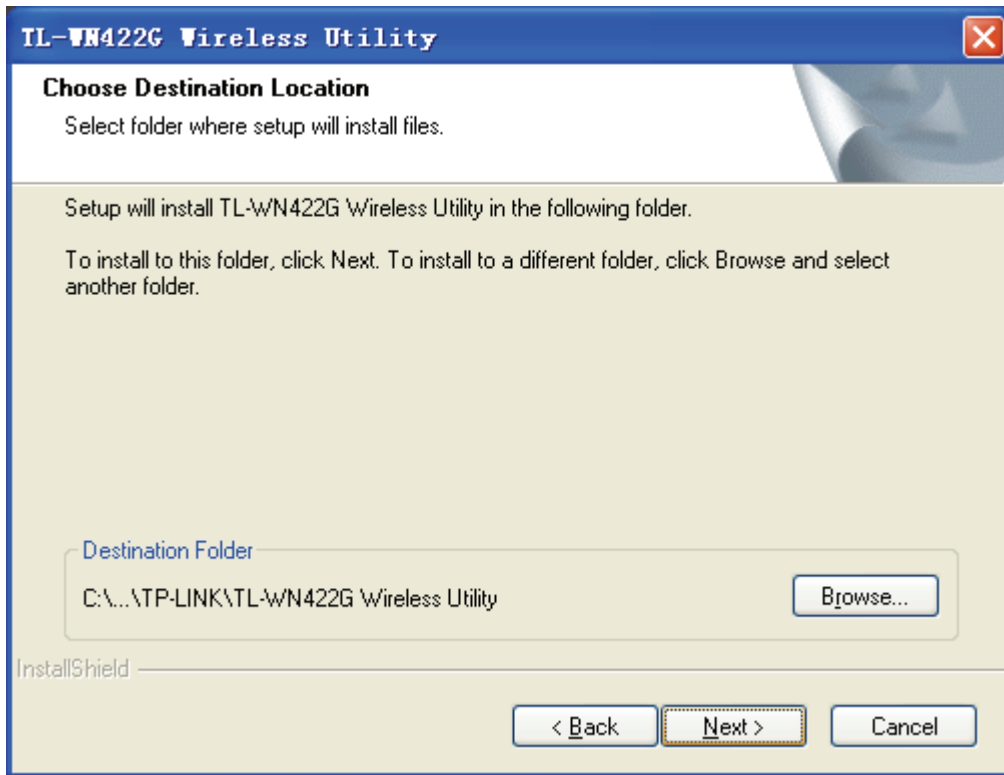 TL-WN422G Wireless Utility
Choose Destination Location
Select folder where setup will install files.
Setup will install TL-WN422G Wireless Utility in the following folder.
To install to this folder, click Next. To install to a different folder, click Browse and select
another folder.
Destination Folder
C:\...\TP-LINK\TL-WN422G Wireless Utility
Browse...
InstallShield
< Back
Next >
Cancel